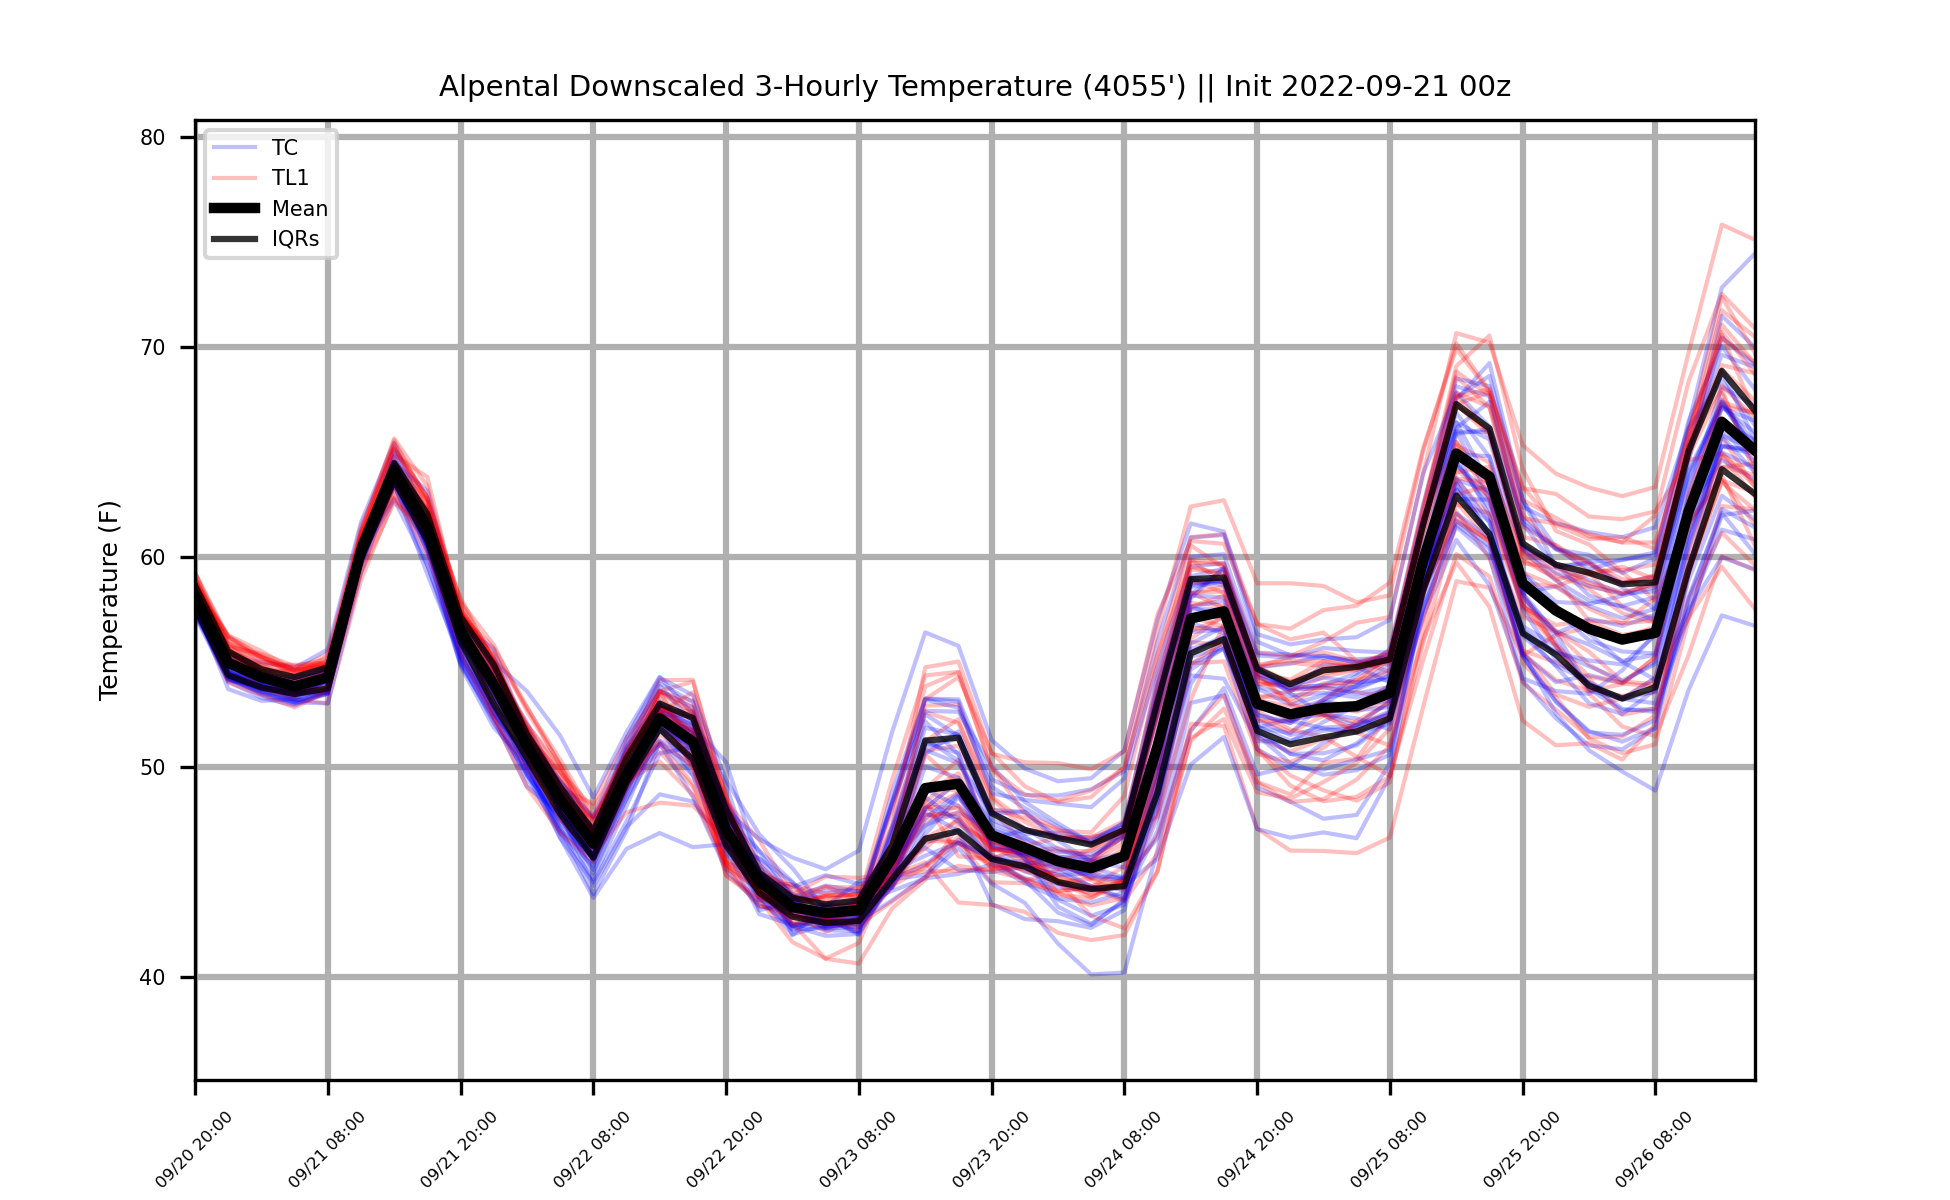 Alpental Downscaled 3-Hourly Temperature (4055') || Init 2022-09-21 00z
TC
TL1
Mean
IQRs
Temperature (F)
80
70
60
50
40
09/20 20:00
09/21 08:00
09/21 20:00
09/22 08:00
09/22 20:00
09/23 08:00
09/23 20:00
09/24 08:00
09/24 20:00
09/25 08:00
09/25 20:00
09/26 08:00